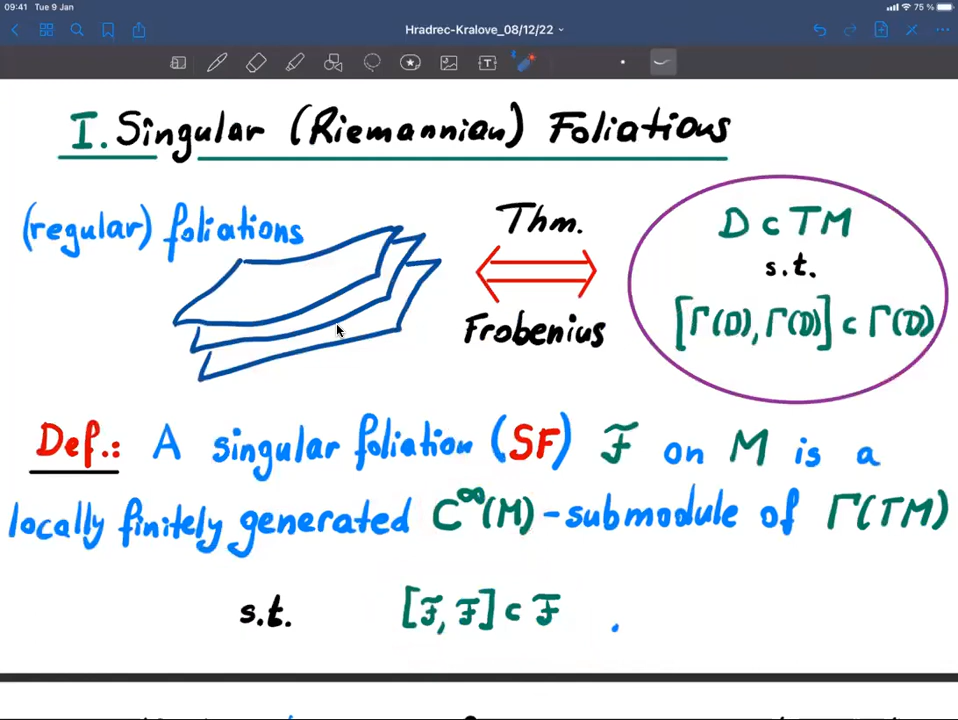 09:41 Tue 9 Jan 75 %
Hradrec-Kralove_08/12/22
I. Singular (Riemannian) Foliations
(regular) foliations
Thm.
Frobenius
D ⊂ TM
s.t.
[Γ(D), Γ(D)] ⊂ Γ(D)
Def.: A singular foliation (SF) F on M is a
locally finitely generated C^∞(M)-submodule of Γ(TM)
s.t. [F, F] ⊂ F .